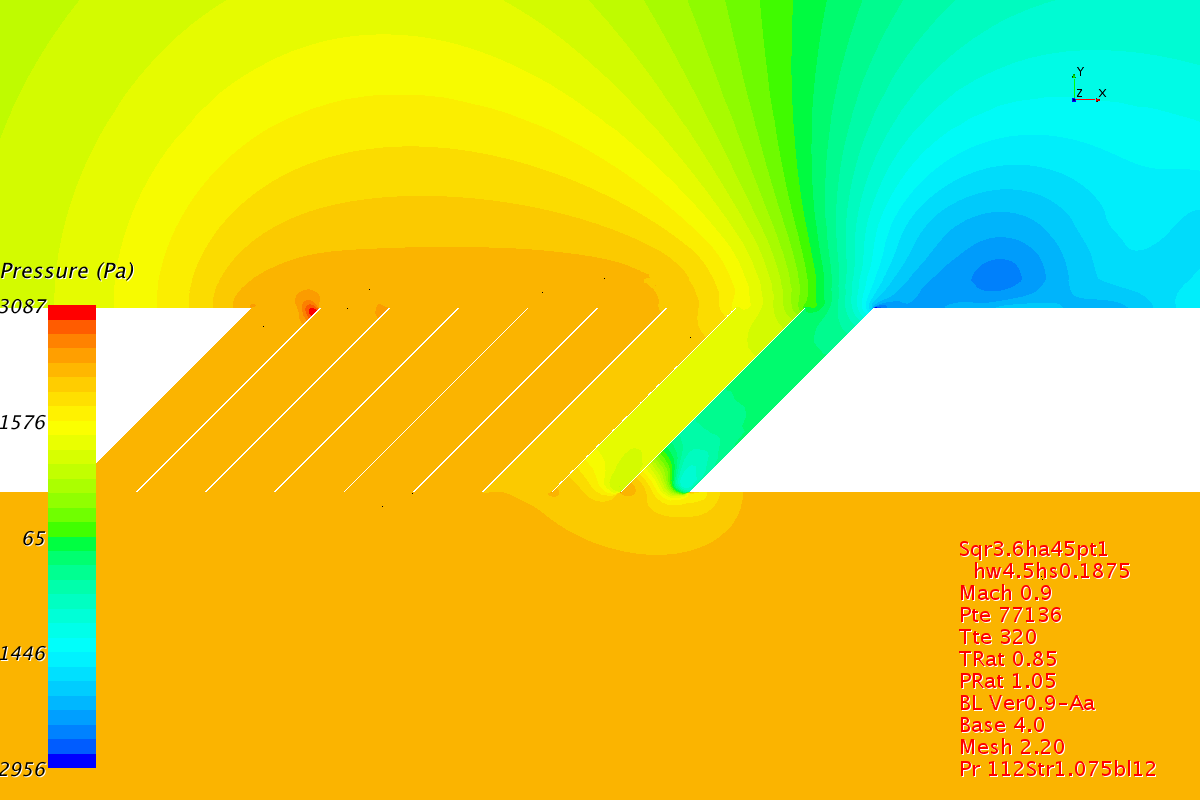 Y
Z X
Pressure (Pa)
3087
1576
65
1446
2956
Sqr3.6ha45pt1
hw4.5hs0.1875
Mach 0.9
Pte 77136
Tte 320
TRat 0.85
PRat 1.05
BL Ver0.9-Aa
Base 4.0
Mesh 2.20
Pr 112Str1.075bl12